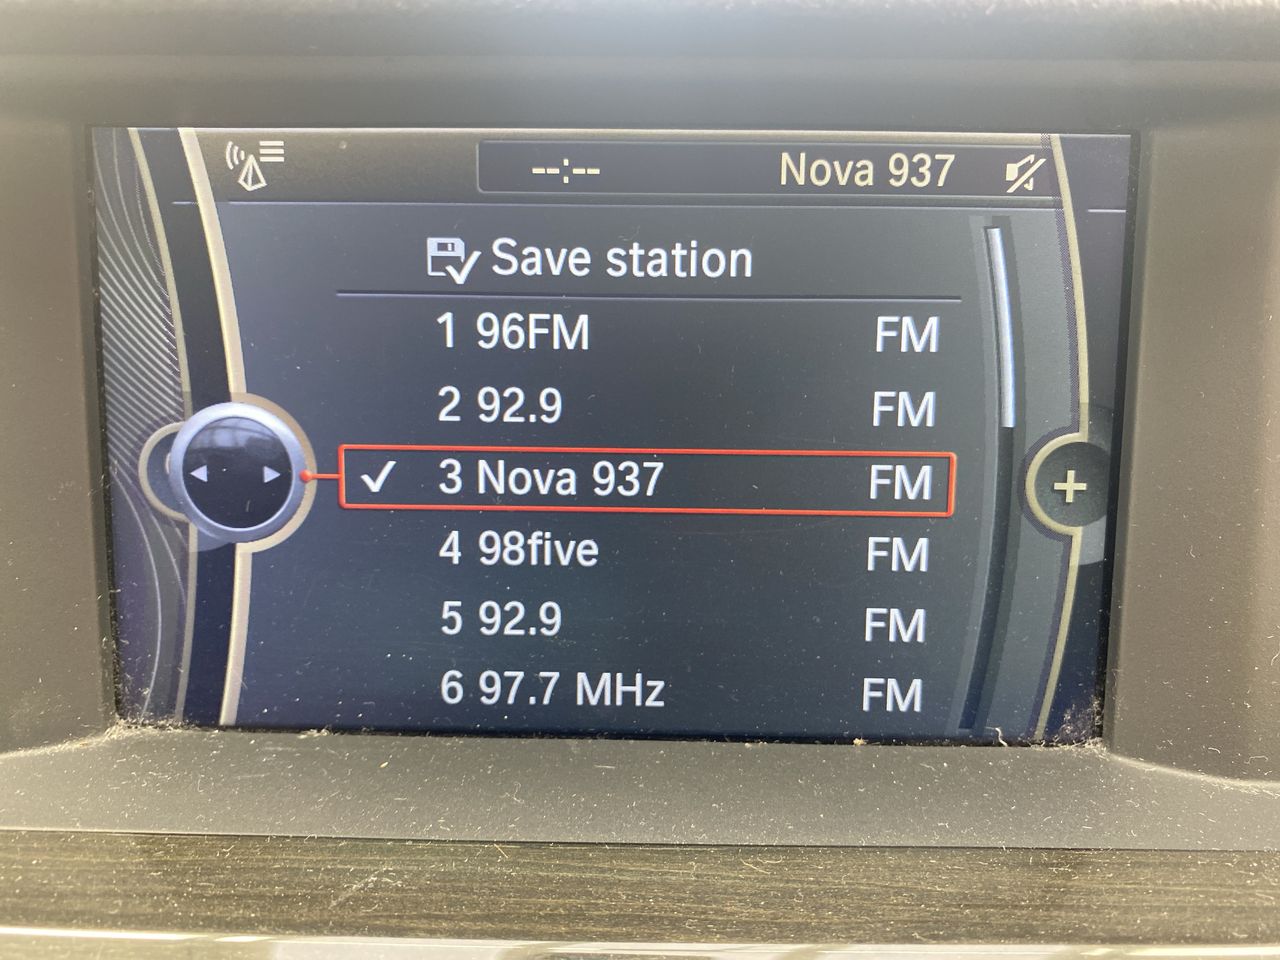 --:-- Nova 937
Save station
1 96FM FM
2 92.9 FM
3 Nova 937 FM
4 98five FM
5 92.9 FM
6 97.7 MHz FM
+